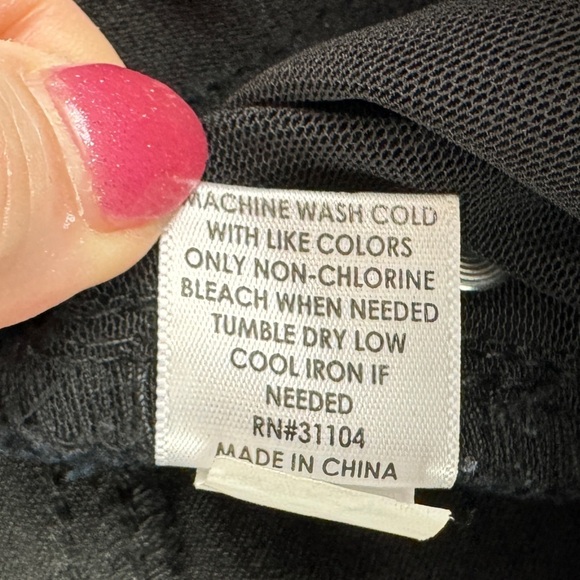 MACHINE WASH COLD
WITH LIKE COLORS
ONLY NON-CHLORINE
BLEACH WHEN NEEDED
TUMBLE DRY LOW
COOL IRON IF
NEEDED
RN#31104
MADE IN CHINA